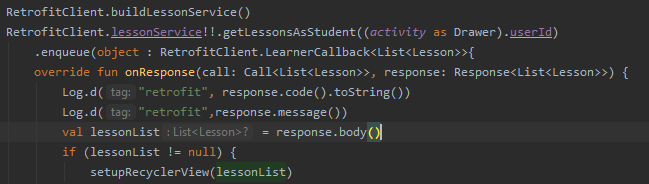 RetrofitClient.buildLessonService()
RetrofitClient.lessonService!!.getLessonsAsStudent((activity as Drawer).userId)
.enqueue(object : RetrofitClient.LearnerCallback<List<Lesson>>{
override fun onResponse(call: Call<List<Lesson>>, response: Response<List<Lesson>>) {
Log.d( tag: "retrofit", response.code().toString())
Log.d( tag: "retrofit",response.message())
val lessonList : List<Lesson>? = response.body()
if (lessonList != null) {
setupRecyclerView(lessonList)